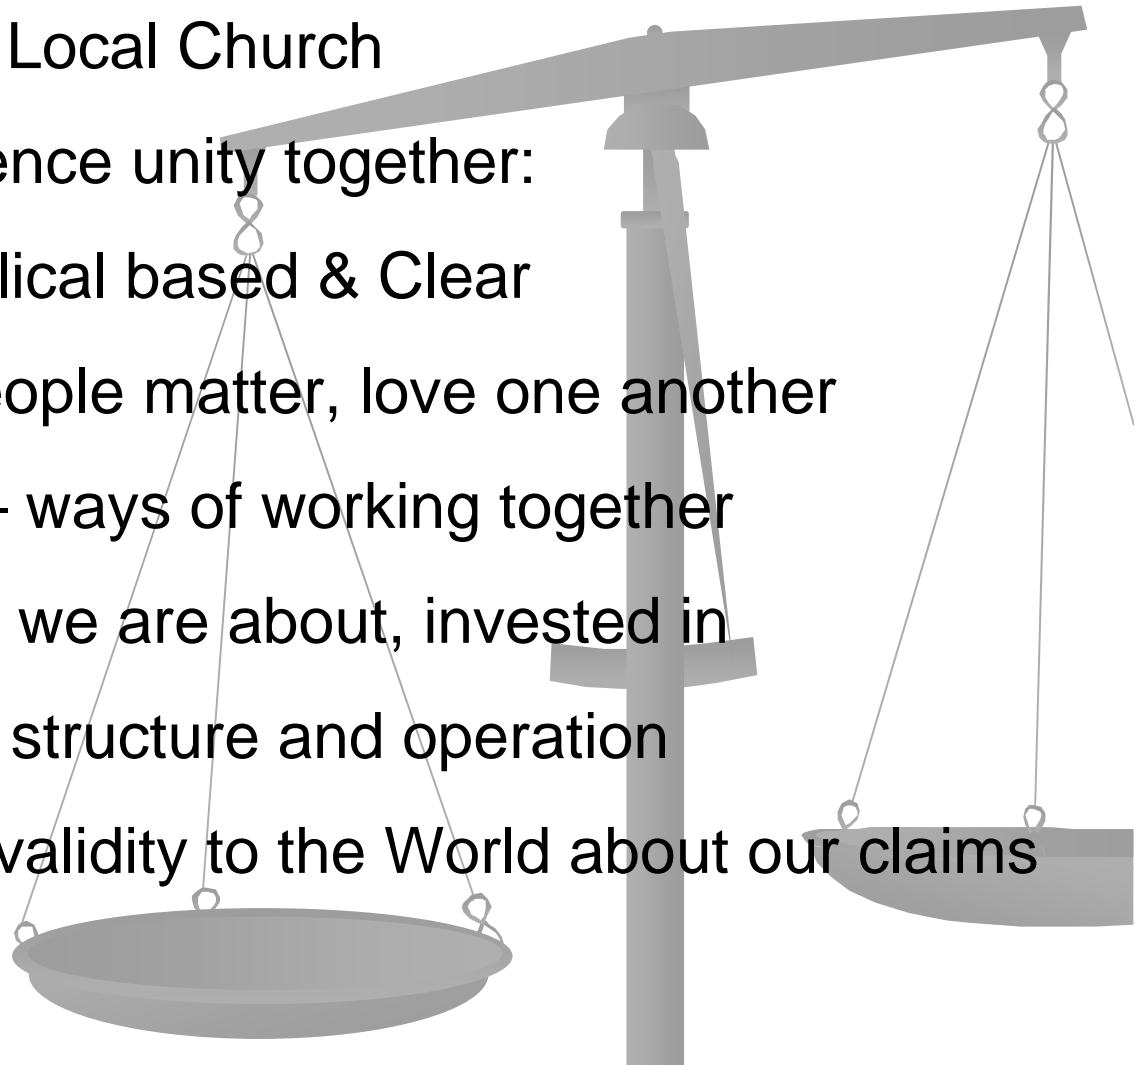 Local Church
ence unity together:
lical based & Clear
eople matter, love one another
– ways of working together
we are about, invested in
structure and operation
validity to the World about our claims